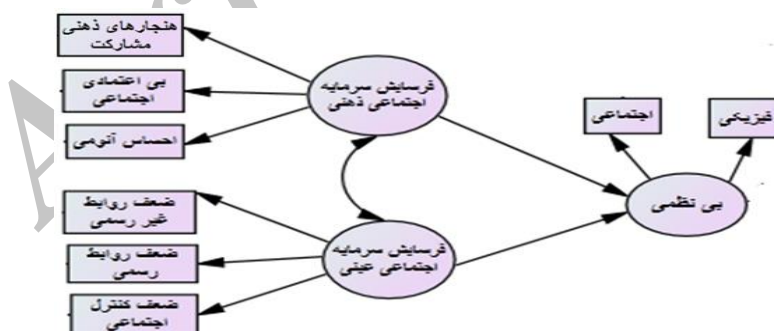 هنجارهای ذهنی
مشارکت
بی اعتمادی
اجتماعی
احساس آنومی
ضعف روابط
غیر رسمی
ضعف روابط
رسمی
ضعف کنترل
اجتماعی
فرسایش سرمایه
اجتماعی ذهنی
فرسایش سرمایه
اجتماعی عینی
اجتماعی
فیزیکی
بی نظمی